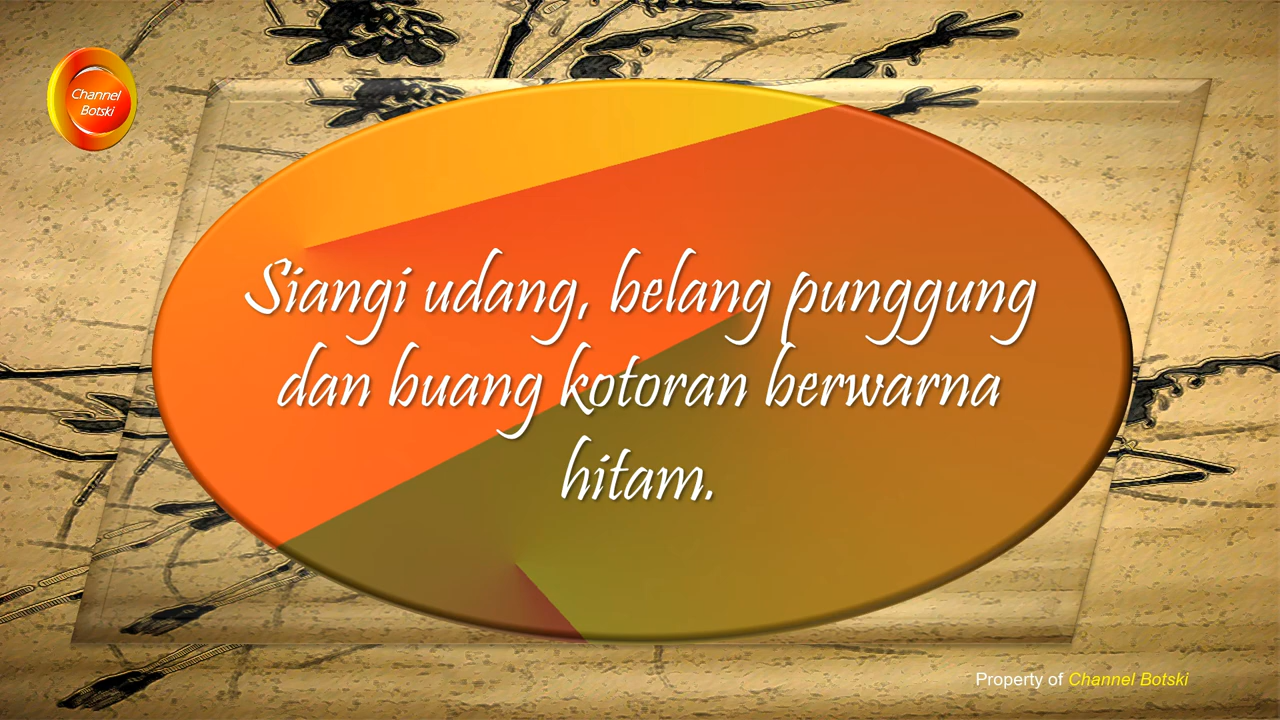 Channel
Botski
Siangi udang, belang punggung
dan buang kotoran berwarna
hitam.
Property of Channel Botski